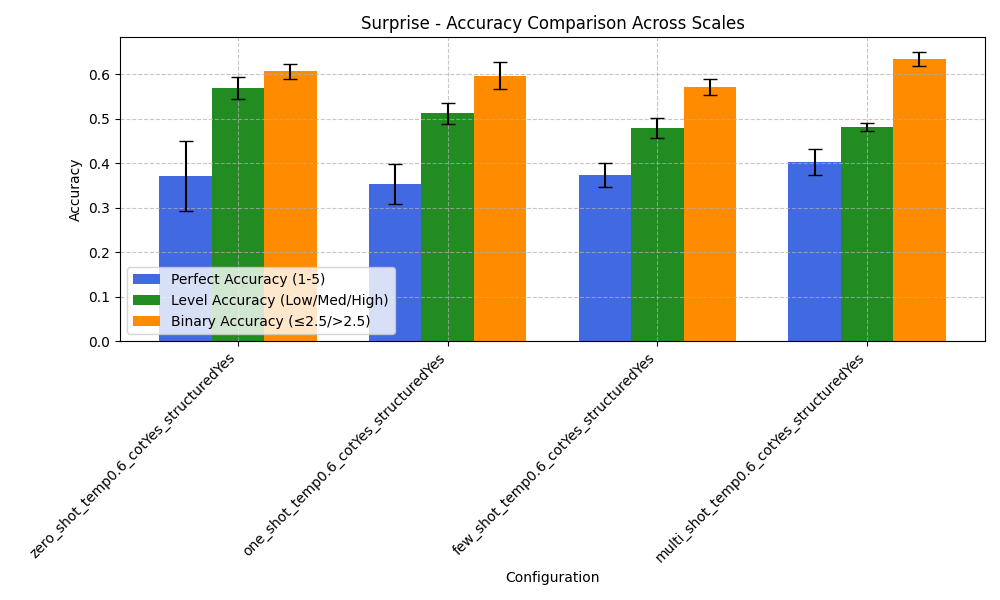 Surprise - Accuracy Comparison Across Scales
Accuracy
0.6
0.5
0.4
0.3
0.2
0.1
0.0
Perfect Accuracy (1-5)
Level Accuracy (Low/Med/High)
Binary Accuracy (≤2.5/>2.5)
zero_shot_temp0.6_cotYes_structuredYes
one_shot_temp0.6_cotYes_structuredYes
few_shot_temp0.6_cotYes_structuredYes
multi_shot_temp0.6_cotYes_structuredYes
Configuration